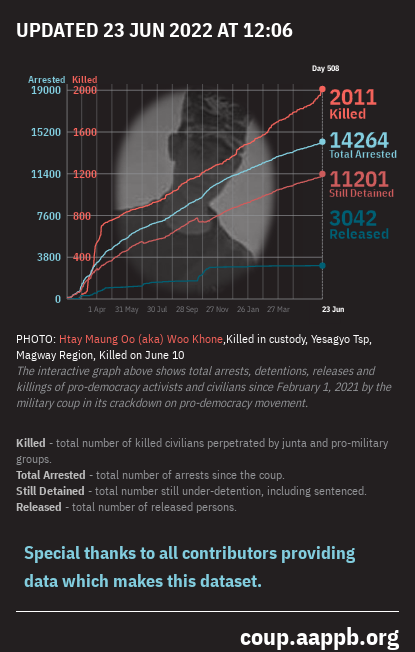 UPDATED 23 JUN 2022 AT 12:06
Day 508
Arrested Killed
19000 2000
15200 1600
11400 1200
7600 800
3800 400
0
2011
Killed
14264
Total Arrested
11201
Still Detained
3042
Released
1 Apr 31 May 30 Jul 28 Sep 27 Nov 26 Jan 27 Mar 23 Jun
PHOTO: Htay Maung Oo (aka) Woo Khone,Killed in custody, Yesagyo Tsp,
Magway Region, Killed on June 10
The interactive graph above shows total arrests, detentions, releases and
killings of pro-democracy activists and civilians since February 1, 2021 by the
military coup in its crackdown on pro-democracy movement.
Killed - total number of killed civilians perpetrated by junta and pro-military
groups.
Total Arrested - total number of arrests since the coup.
Still Detained - total number still under-detention, including sentenced.
Released - total number of released persons.
Special thanks to all contributors providing
data which makes this dataset.
coup.aappb.org